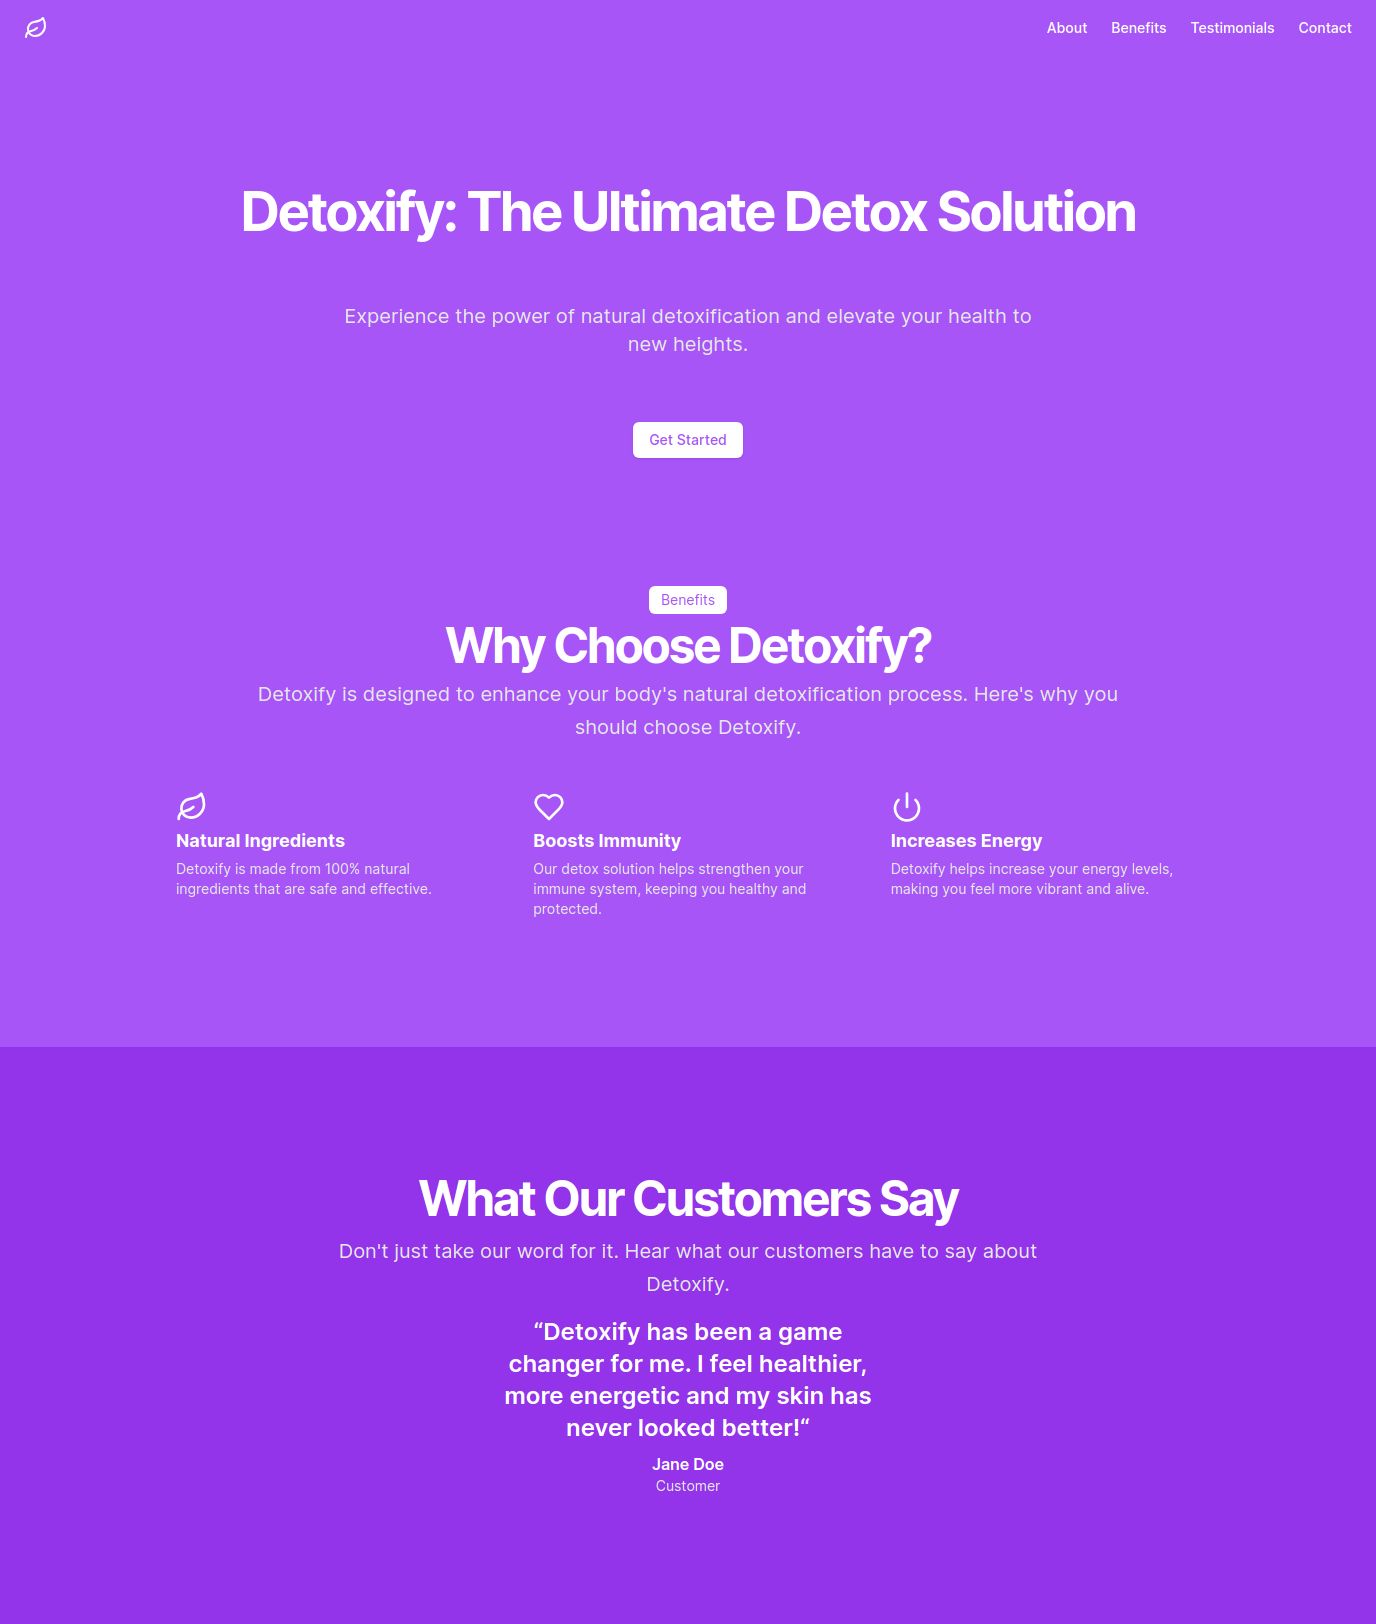 About Benefits Testimonials Contact
Detoxify: The Ultimate Detox Solution
Experience the power of natural detoxification and elevate your health to
new heights.
Get Started
Benefits
Why Choose Detoxify?
Detoxify is designed to enhance your body's natural detoxification process. Here's why you
should choose Detoxify.
Natural Ingredients
Detoxify is made from 100% natural
ingredients that are safe and effective.
Boosts Immunity
Our detox solution helps strengthen your
immune system, keeping you healthy and
protected.
Increases Energy
Detoxify helps increase your energy levels,
making you feel more vibrant and alive.
What Our Customers Say
Don't just take our word for it. Hear what our customers have to say about
Detoxify.
“Detoxify has been a game
changer for me. I feel healthier,
more energetic and my skin has
never looked better!“
Jane Doe
Customer